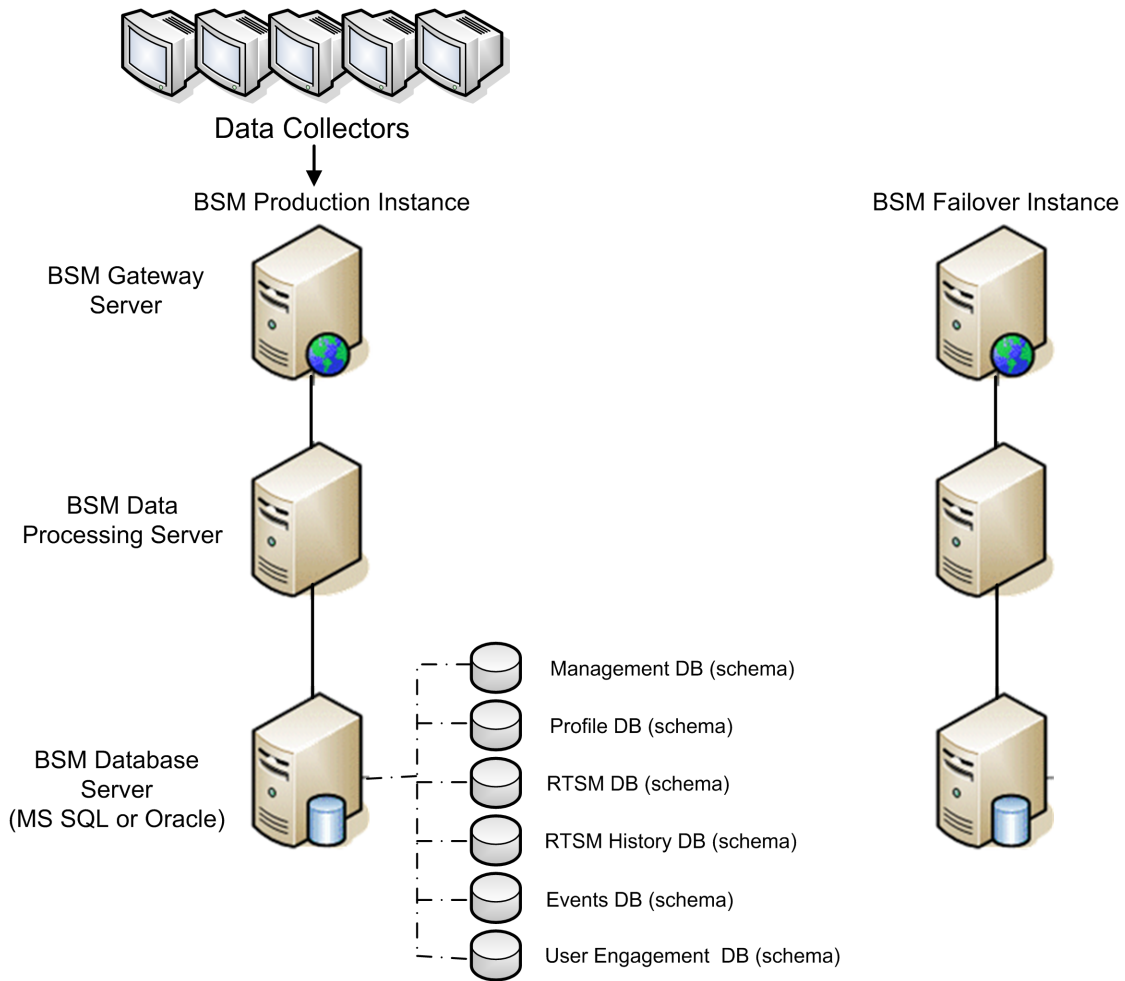 Data Collectors
BSM Production Instance
BSM Failover Instance
BSM Gateway
Server
BSM Data
Processing Server
Management DB (schema)
Profile DB (schema)
BSM Database
Server
(MS SQL or Oracle)
RTSM DB (schema)
RTSM History DB (schema)
Events DB (schema)
User Engagement  DB (schema)